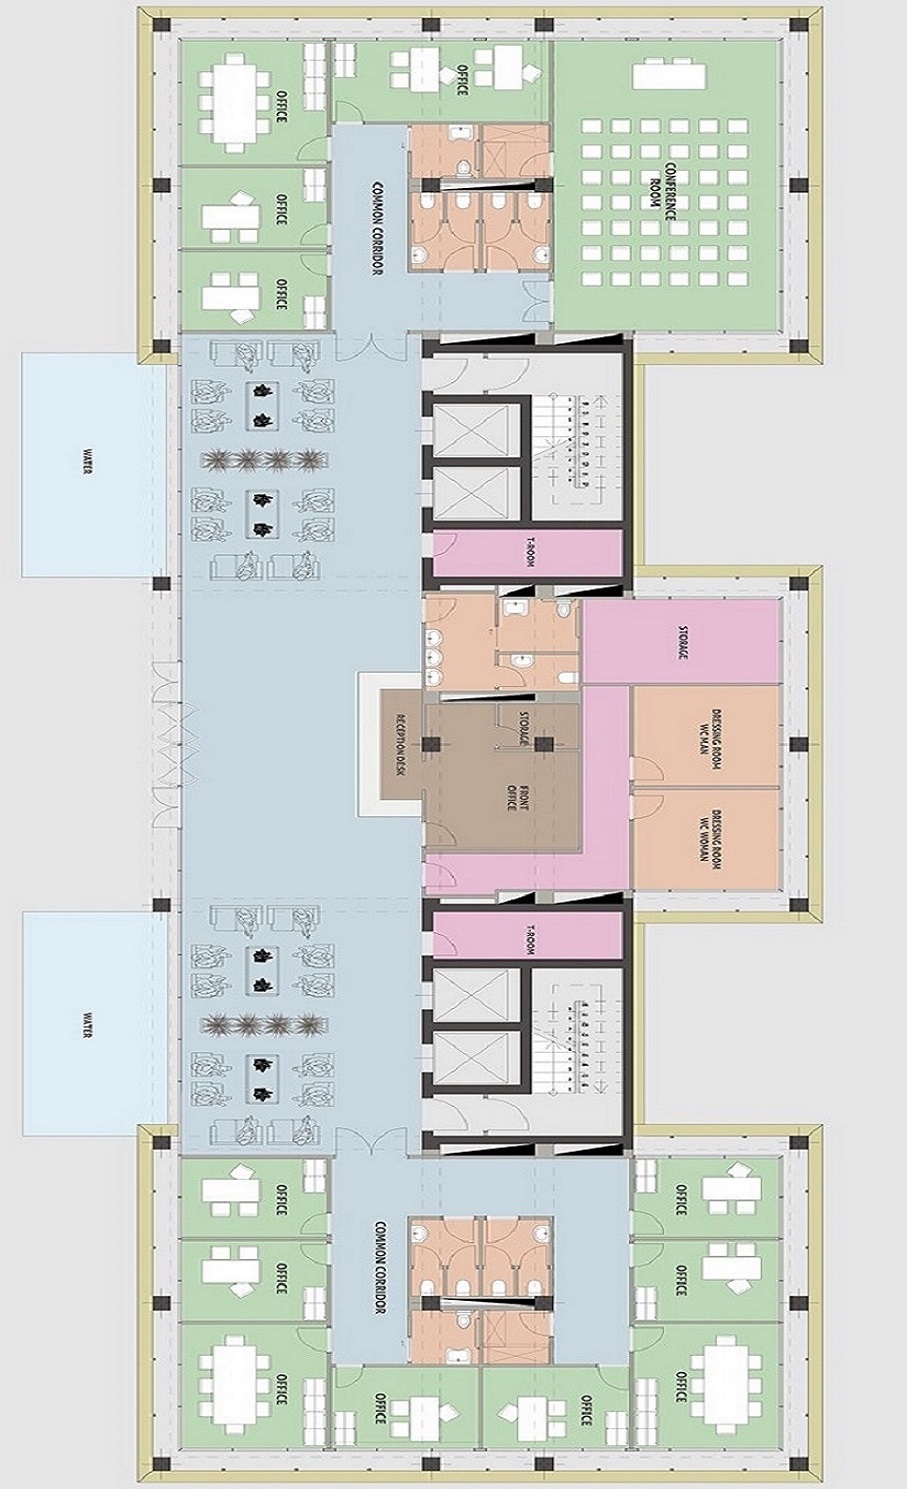 OFFICE
OFFICE
OFFICE
OFFICE
COMMON CORRIDOR
CONFERENCE
ROOM
WATER
T-ROOM
STORAGE
DRESSING ROOM
WC MAN
STORAGE
RECEPTION DESK
FRONT
OFFICE
DRESSING ROOM
WC WOMAN
T-ROOM
WATER
OFFICE
OFFICE
OFFICE
COMMON CORRIDOR
OFFICE
OFFICE
OFFICE
OFFICE
OFFICE